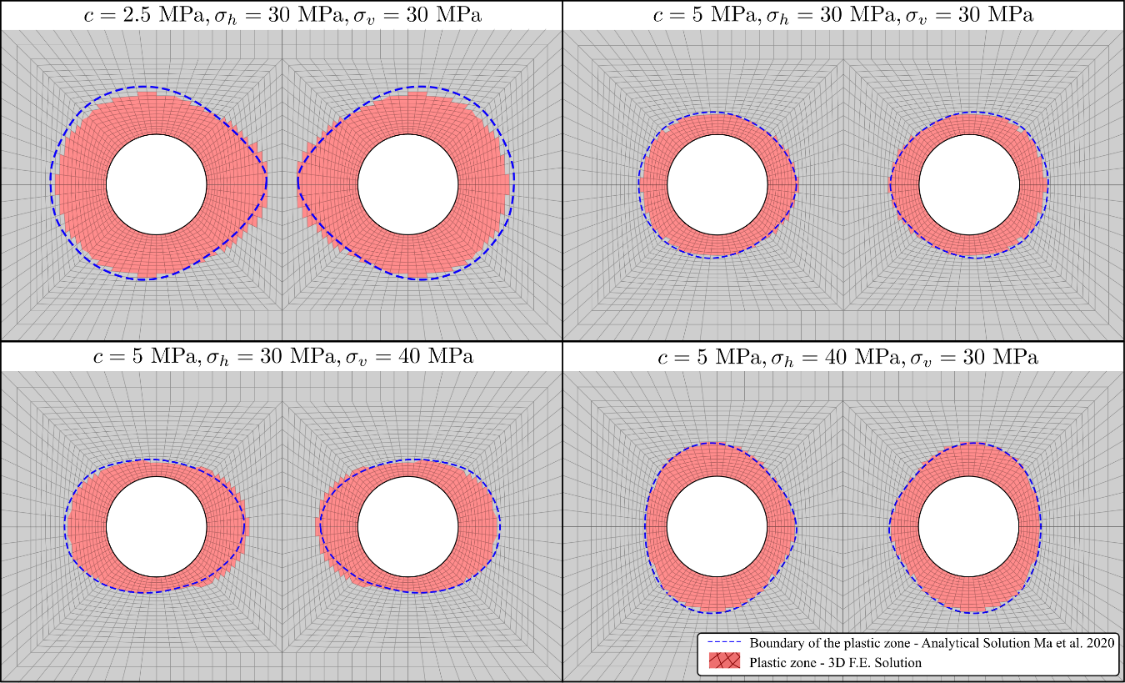 c = 2.5 MPa, σ_h = 30 MPa, σ_v = 30 MPa
c = 5 MPa, σ_h = 30 MPa, σ_v = 30 MPa
c = 5 MPa, σ_h = 30 MPa, σ_v = 40 MPa
c = 5 MPa, σ_h = 40 MPa, σ_v = 30 MPa
Boundary of the plastic zone - Analytical Solution Ma et al. 2020
Plastic zone - 3D F.E. Solution